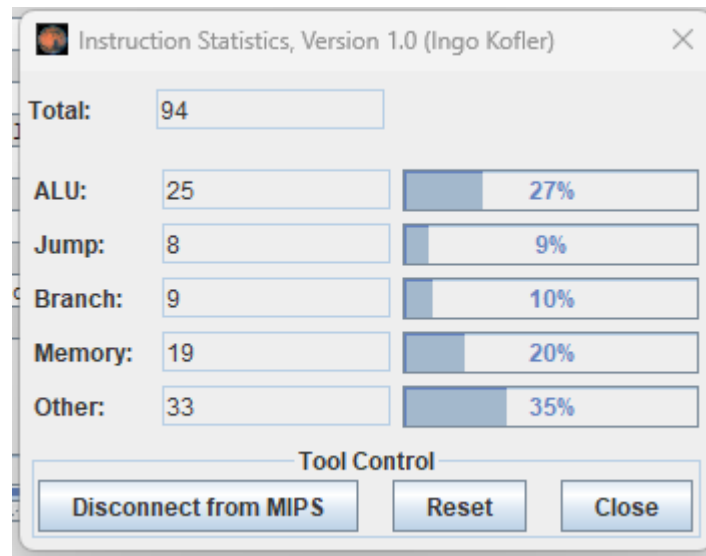 Instruction Statistics, Version 1.0 (Ingo Kofler)
Total: 94
ALU: 25 27%
Jump: 8 9%
Branch: 9 10%
Memory: 19 20%
Other: 33 35%
Tool Control
Disconnect from MIPS Reset Close